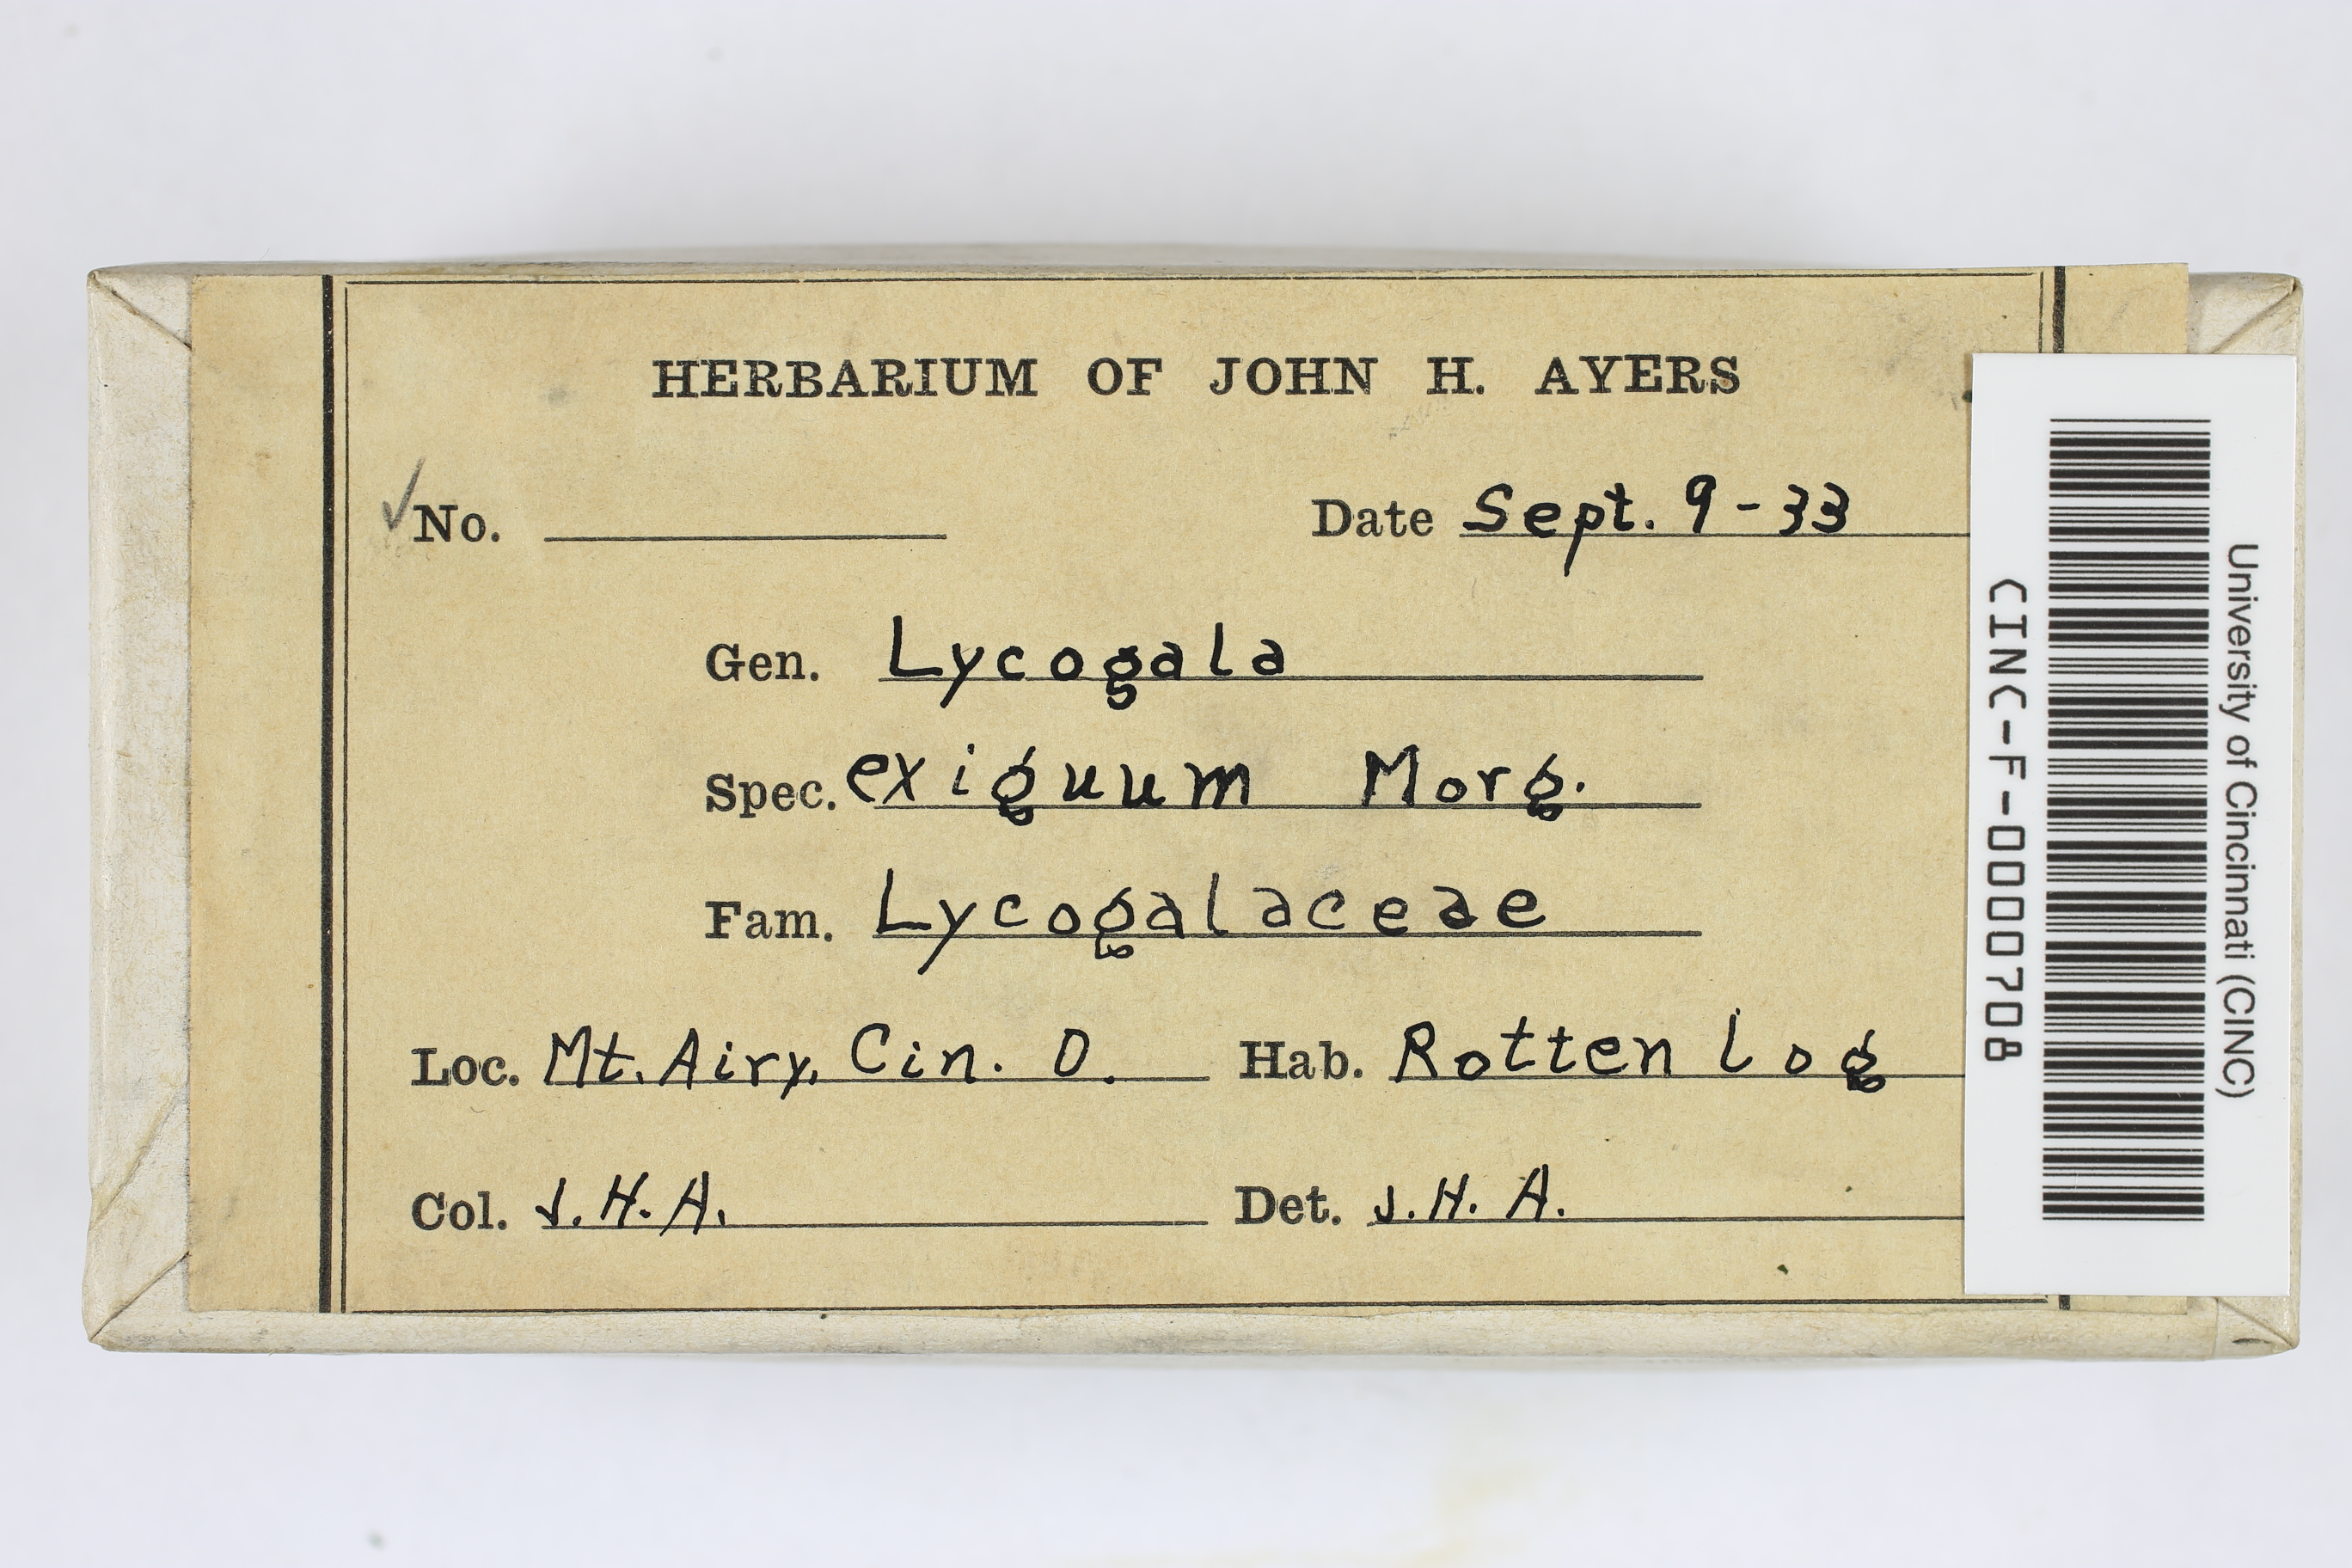 HERBARIUM OF JOHN H. AYERS
No.
Date Sept. 9-33
Gen. Lycogala
Spec. exiguum Morg.
Fam. Lycogalaceae
Loc. Mt. Airy, Cin. O. Hab. Rotten log
Col. J.H.A. Det. J.H.A.
University of Cincinnati (CINC)
CINC-F-0000708